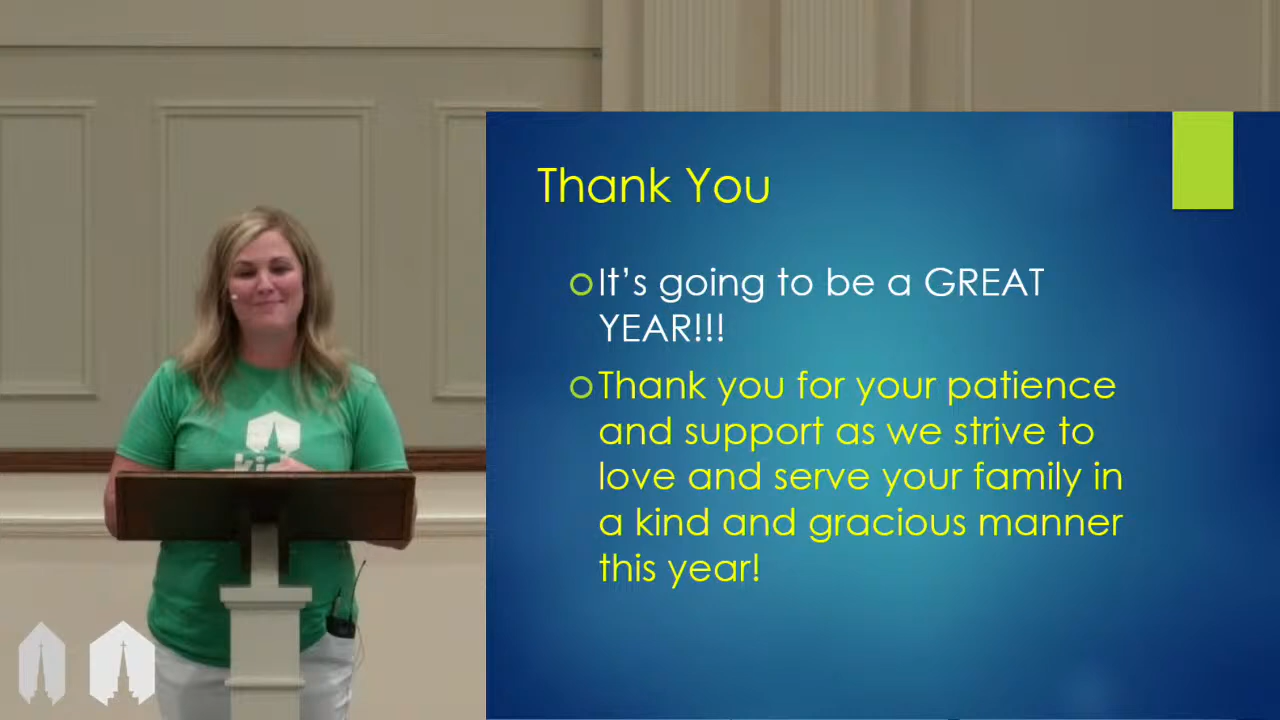 Thank You
It's going to be a GREAT
YEAR!!!
Thank you for your patience
and support as we strive to
love and serve your family in
a kind and gracious manner
this year!